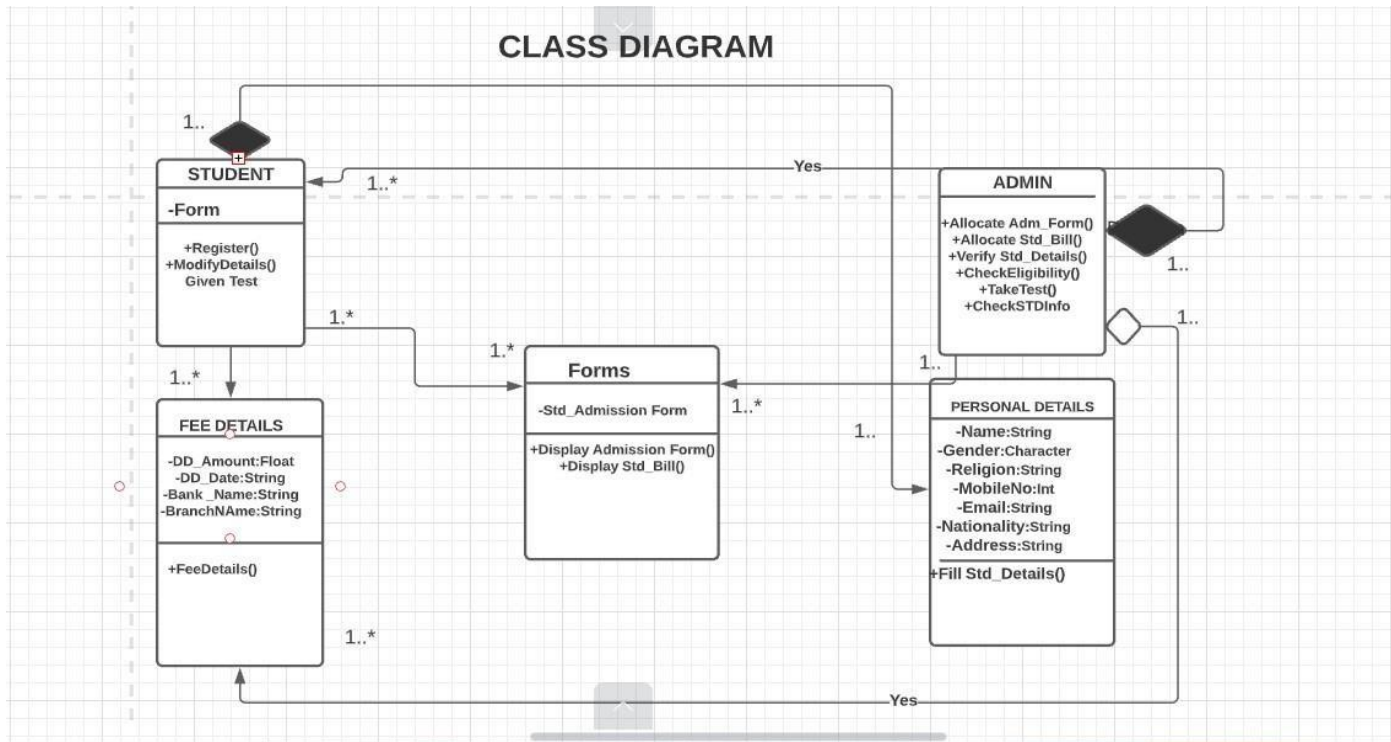 CLASS DIAGRAM
1..
STUDENT
-Form
+Register()
+ModifyDetails()
Given Test
1..*
Yes
ADMIN
+Allocate Adm_Form()
+Allocate Std_Bill()
+Verify Std_Details()
+CheckEligibility()
+TakeTest()
+CheckSTDInfo
1..
1..
1.*
1.*
1..*
Forms
-Std_Admission Form
+Display Admission Form()
+Display Std_Bill()
1..
1..*
1..
FEE DETAILS
-DD_Amount:Float
-DD_Date:String
-Bank _Name:String
-BranchNAme:String
+FeeDetails()
1..*
PERSONAL DETAILS
-Name:String
-Gender:Character
-Religion:String
-MobileNo:Int
-Email:String
-Nationality:String
-Address:String
+Fill Std_Details()
Yes